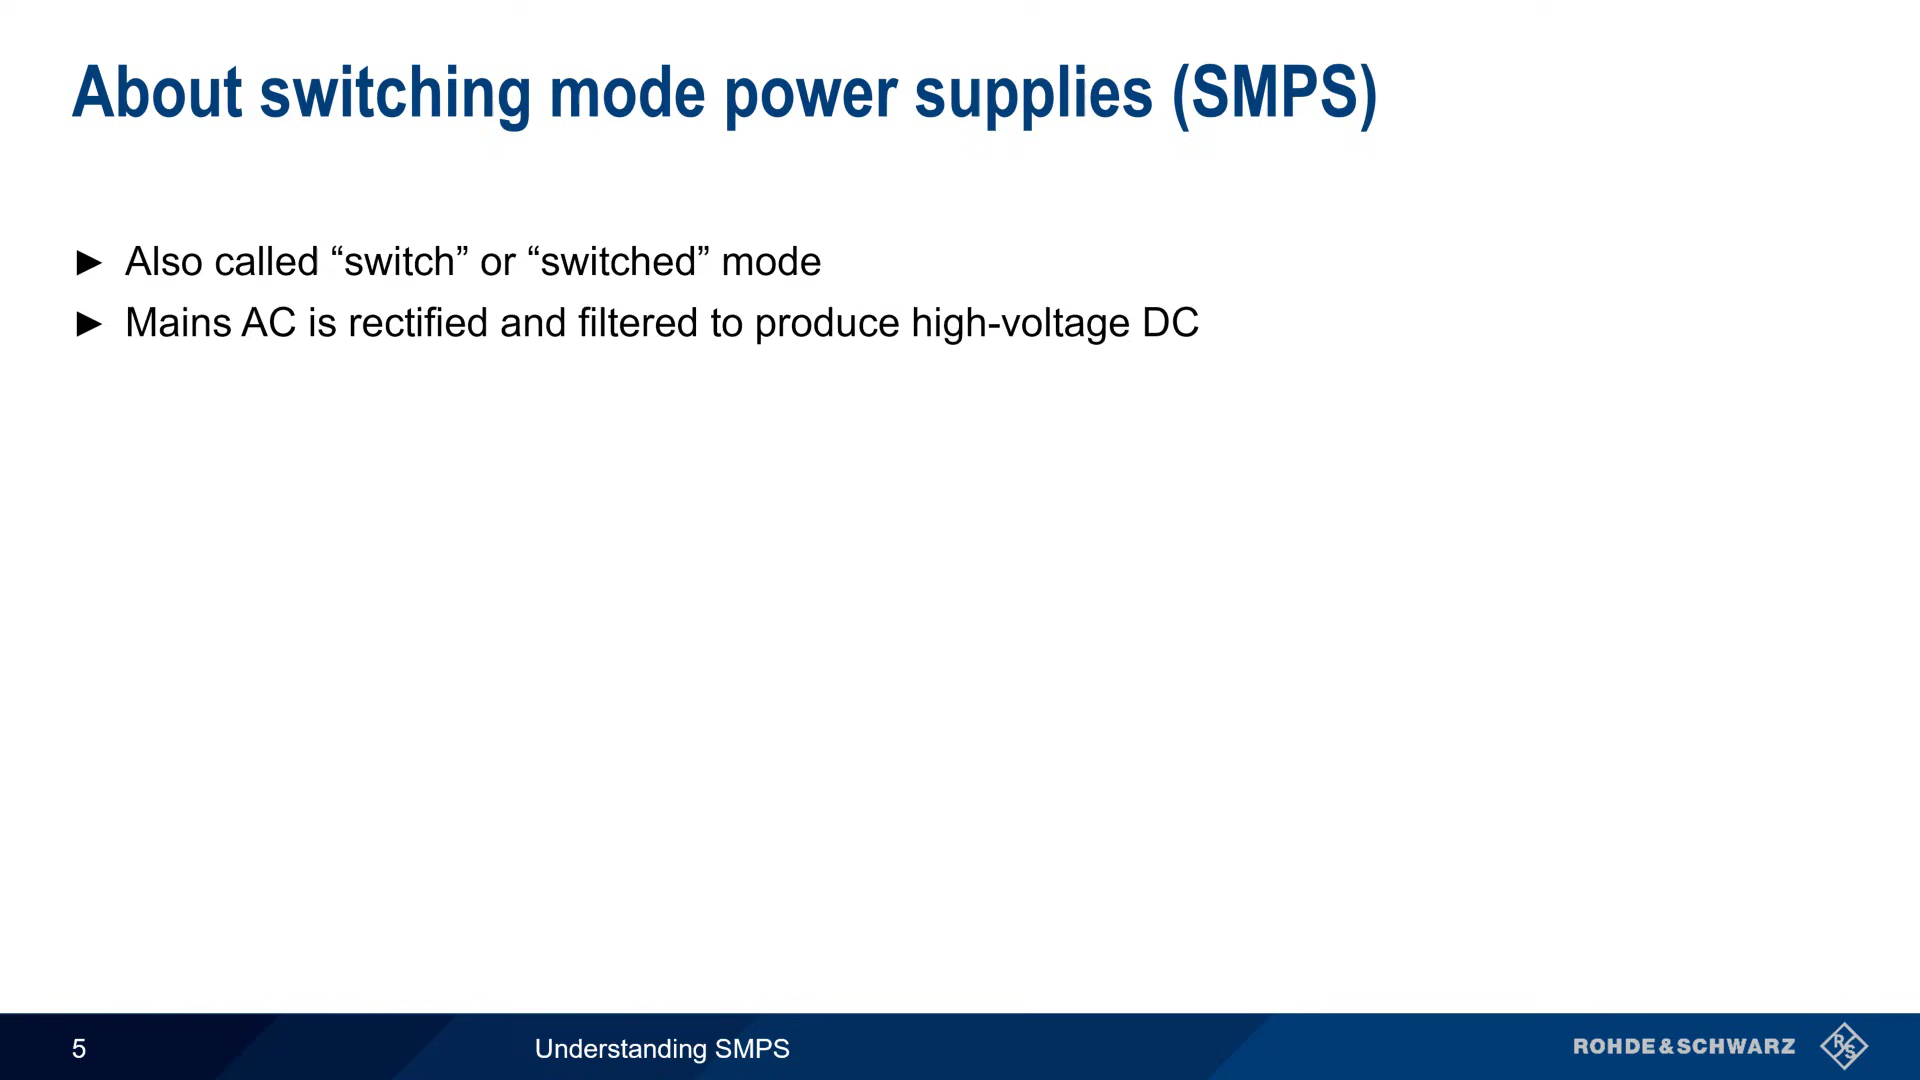 About switching mode power supplies (SMPS)
► Also called “switch” or “switched” mode
► Mains AC is rectified and filtered to produce high-voltage DC
5
Understanding SMPS
ROHDE&SCHWARZ
R&S